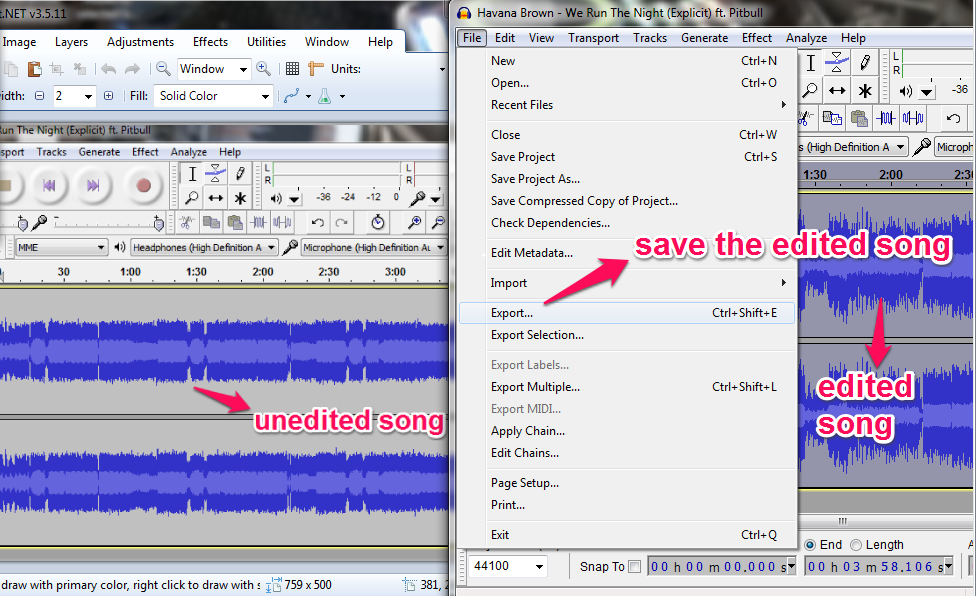 t.NET v3.5.11
Image Layers Adjustments Effects Utilities Window Help
Window Units:
idth: 2 Fill: Solid Color
Run The Night (Explicit) ft. Pitbull
sport Tracks Generate Effect Analyze Help
L
R
L
R
-36 -24 -12 0
MME Headphones (High Definition A Microphone (High Definition Au
30 1:00 1:30 2:00 2:30 3:00
unedited song
draw with primary color, right click to draw with s 759 x 500 381, 2
Havana Brown - We Run The Night (Explicit) ft. Pitbull
File Edit View Transport Tracks Generate Effect Analyze Help
New Ctrl+N
Open... Ctrl+O
Recent Files
Close Ctrl+W
Save Project Ctrl+S
Save Project As...
Save Compressed Copy of Project...
Check Dependencies...
Edit Metadata...
Import
Export... Ctrl+Shift+E
Export Selection...
Export Labels...
Export Multiple... Ctrl+Shift+L
Export MIDI...
Apply Chain...
Edit Chains...
Page Setup...
Print...
Exit Ctrl+Q
save the edited song
L
R
-36
s (High Definition A Microph
1:30 2:00 2:30
edited
song
End Length
44100 Snap To 00 h 00 m 00.000 s 00 h 03 m 58.106 s